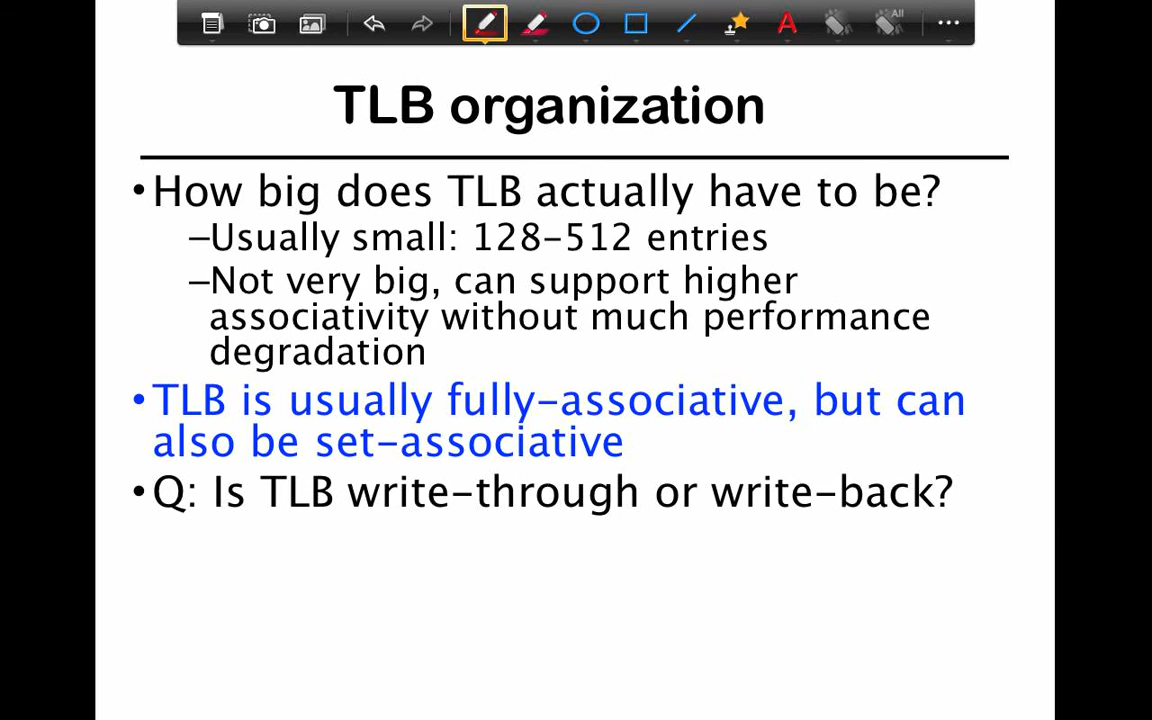 All
A
TLB organization
•How big does TLB actually have to be?
–Usually small: 128–512 entries
–Not very big, can support higher
associativity without much performance
degradation
•TLB is usually fully-associative, but can
also be set-associative
•Q: Is TLB write-through or write-back?